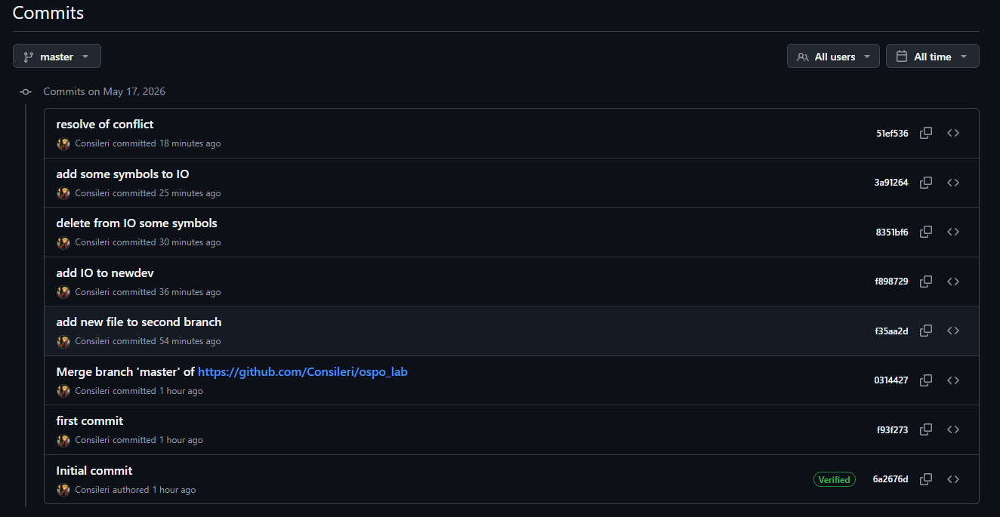 Commits
master
All users
All time
Commits on May 17, 2026
resolve of conflict
Consileri committed 18 minutes ago
51ef536
add some symbols to IO
Consileri committed 25 minutes ago
3a91264
delete from IO some symbols
Consileri committed 30 minutes ago
8351bf6
add IO to newdev
Consileri committed 36 minutes ago
f898729
add new file to second branch
Consileri committed 54 minutes ago
f35aa2d
Merge branch 'master' of https://github.com/Consileri/ospo_lab
Consileri committed 1 hour ago
0314427
first commit
Consileri committed 1 hour ago
f93f273
Initial commit
Consileri authored 1 hour ago
Verified
6a2676d